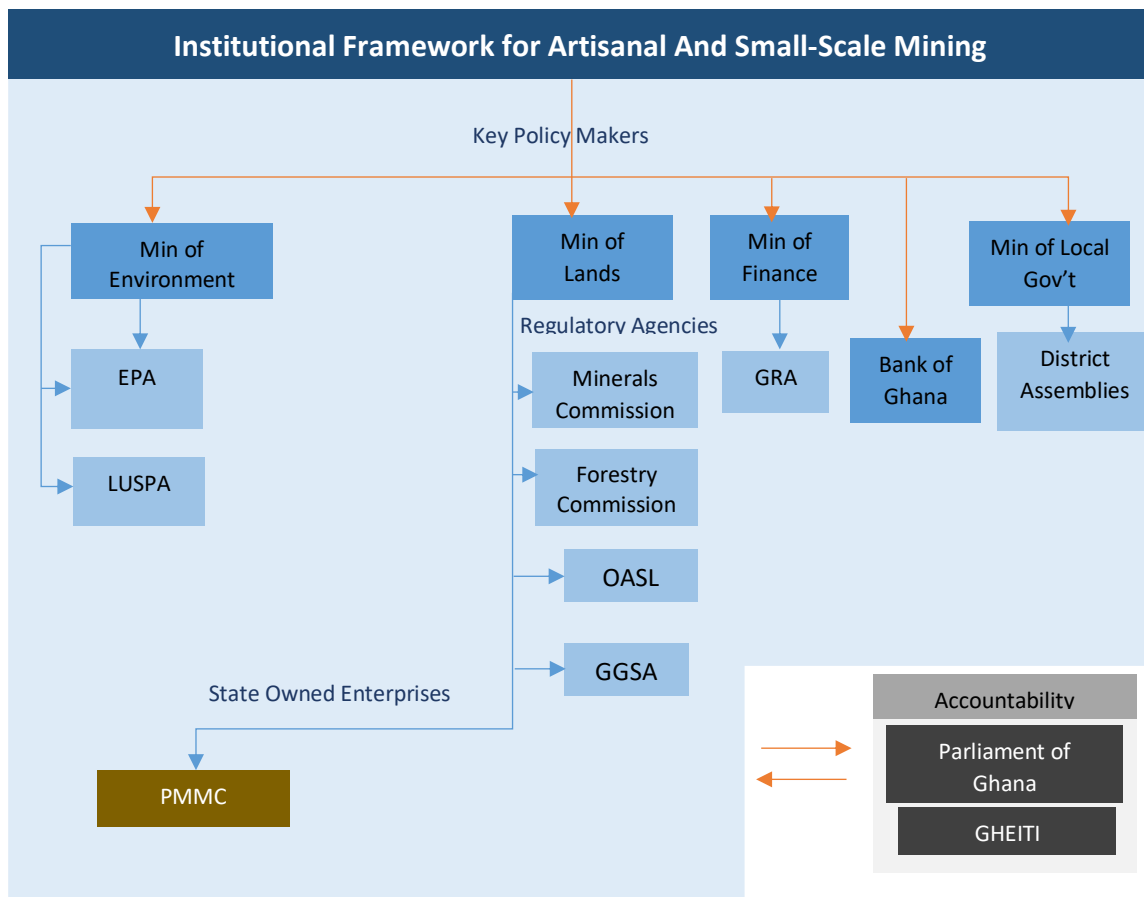 Institutional Framework for Artisanal And Small-Scale Mining
Key Policy Makers
Min of
Environment
Min of
Lands
Min of
Finance
Min of Local
Gov’t
Regulatory Agencies
EPA
Minerals
Commission
GRA
Bank of
Ghana
District
Assemblies
LUSPA
Forestry
Commission
OASL
GGSA
State Owned Enterprises
PMMC
Accountability
Parliament of
Ghana
GHEITI